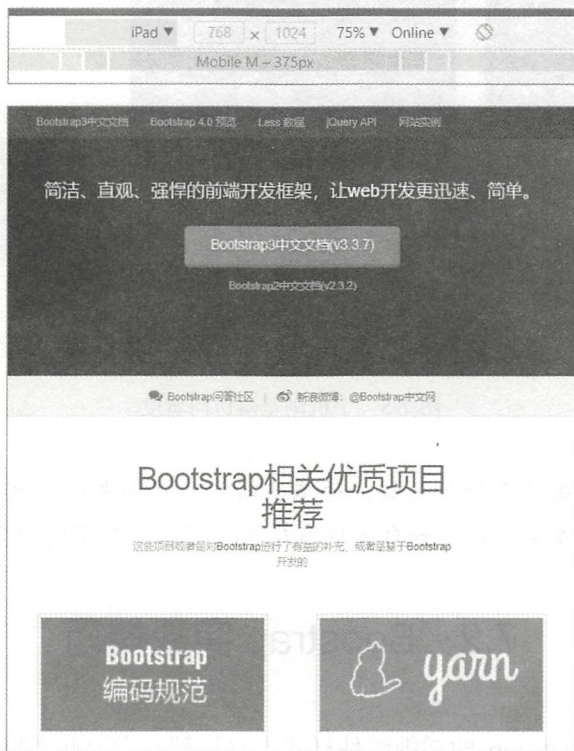 iPad ▼ 768 × 1024 75% ▼ Online ▼
Mobile M – 375px
Bootstrap3中文文档 Bootstrap 4.0 预览 Less 教程 jQuery API 网站实例
简洁、直观、强悍的前端开发框架，让web开发更迅速、简单。
Bootstrap3中文文档(v3.3.7)
Bootstrap2中文文档(v2.3.2)
Bootstrap问答社区 | 新浪微博：@Bootstrap中文网
Bootstrap相关优质项目
推荐
这些项目或者是对Bootstrap进行了有益的补充，或者是基于Bootstrap
开发的
Bootstrap
编码规范
yarn